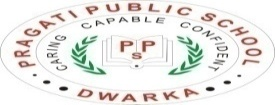 PRAGATI PUBLIC SCHOOL
CARING CAPABLE CONFIDENT
PPS
DWARKA